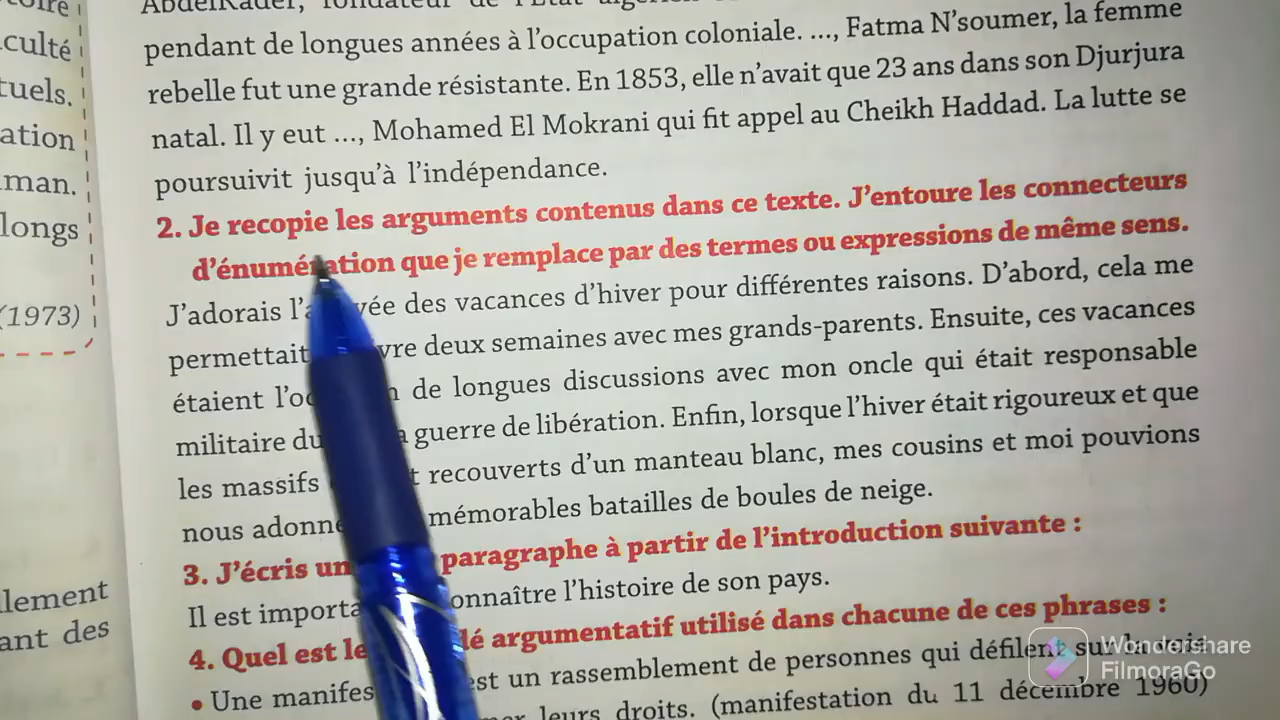 culté
tuels.
ation
man.
longs
(1973)
lement
ant des
pendant de longues années à l'occupation coloniale. ..., Fatma N'soumer, la femme
rebelle fut une grande résistante. En 1853, elle n'avait que 23 ans dans son Djurjura
natal. Il y eut ..., Mohamed El Mokrani qui fit appel au Cheikh Haddad. La lutte se
poursuivit jusqu'à l'indépendance.
2. Je recopie les arguments contenus dans ce texte. J'entoure les connecteurs
d'énumération que je remplace par des termes ou expressions de même sens.
J'adorais l'a vée des vacances d'hiver pour différentes raisons. D'abord, cela me
permettait vre deux semaines avec mes grands-parents. Ensuite, ces vacances
étaient l'oc n de longues discussions avec mon oncle qui était responsable
militaire du a guerre de libération. Enfin, lorsque l'hiver était rigoureux et que
les massifs t recouverts d'un manteau blanc, mes cousins et moi pouvions
nous adonne mémorables batailles de boules de neige.
3. J'écris un paragraphe à partir de l'introduction suivante :
Il est importa onnaître l'histoire de son pays.
4. Quel est le lé argumentatif utilisé dans chacune de ces phrases :
• Une manifes st un rassemblement de personnes qui défilent sur la voie
leurs droits. (manifestation du 11 décembre 1960)
Wondershare
FilmoraGo